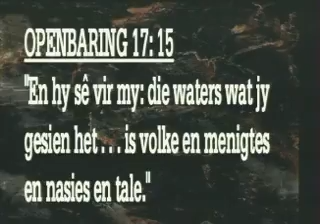 OPENBARING 17: 15
"En hy sê vir my: die waters wat jy
gesien het . . . is volke en menigtes
en nasies en tale."